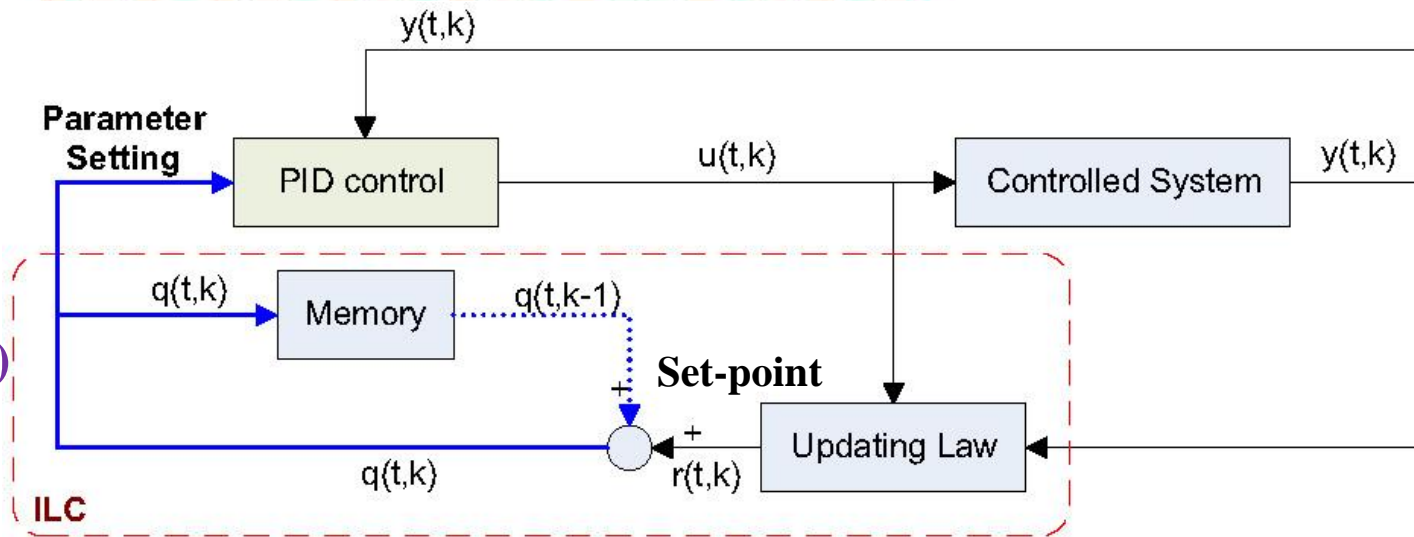 y(t,k)
Parameter
Setting
PID control
u(t,k)
Controlled System
y(t,k)
q(t,k)
Memory
q(t,k-1)
)
+
Set-point
+
Updating Law
q(t,k)
r(t,k)
ILC